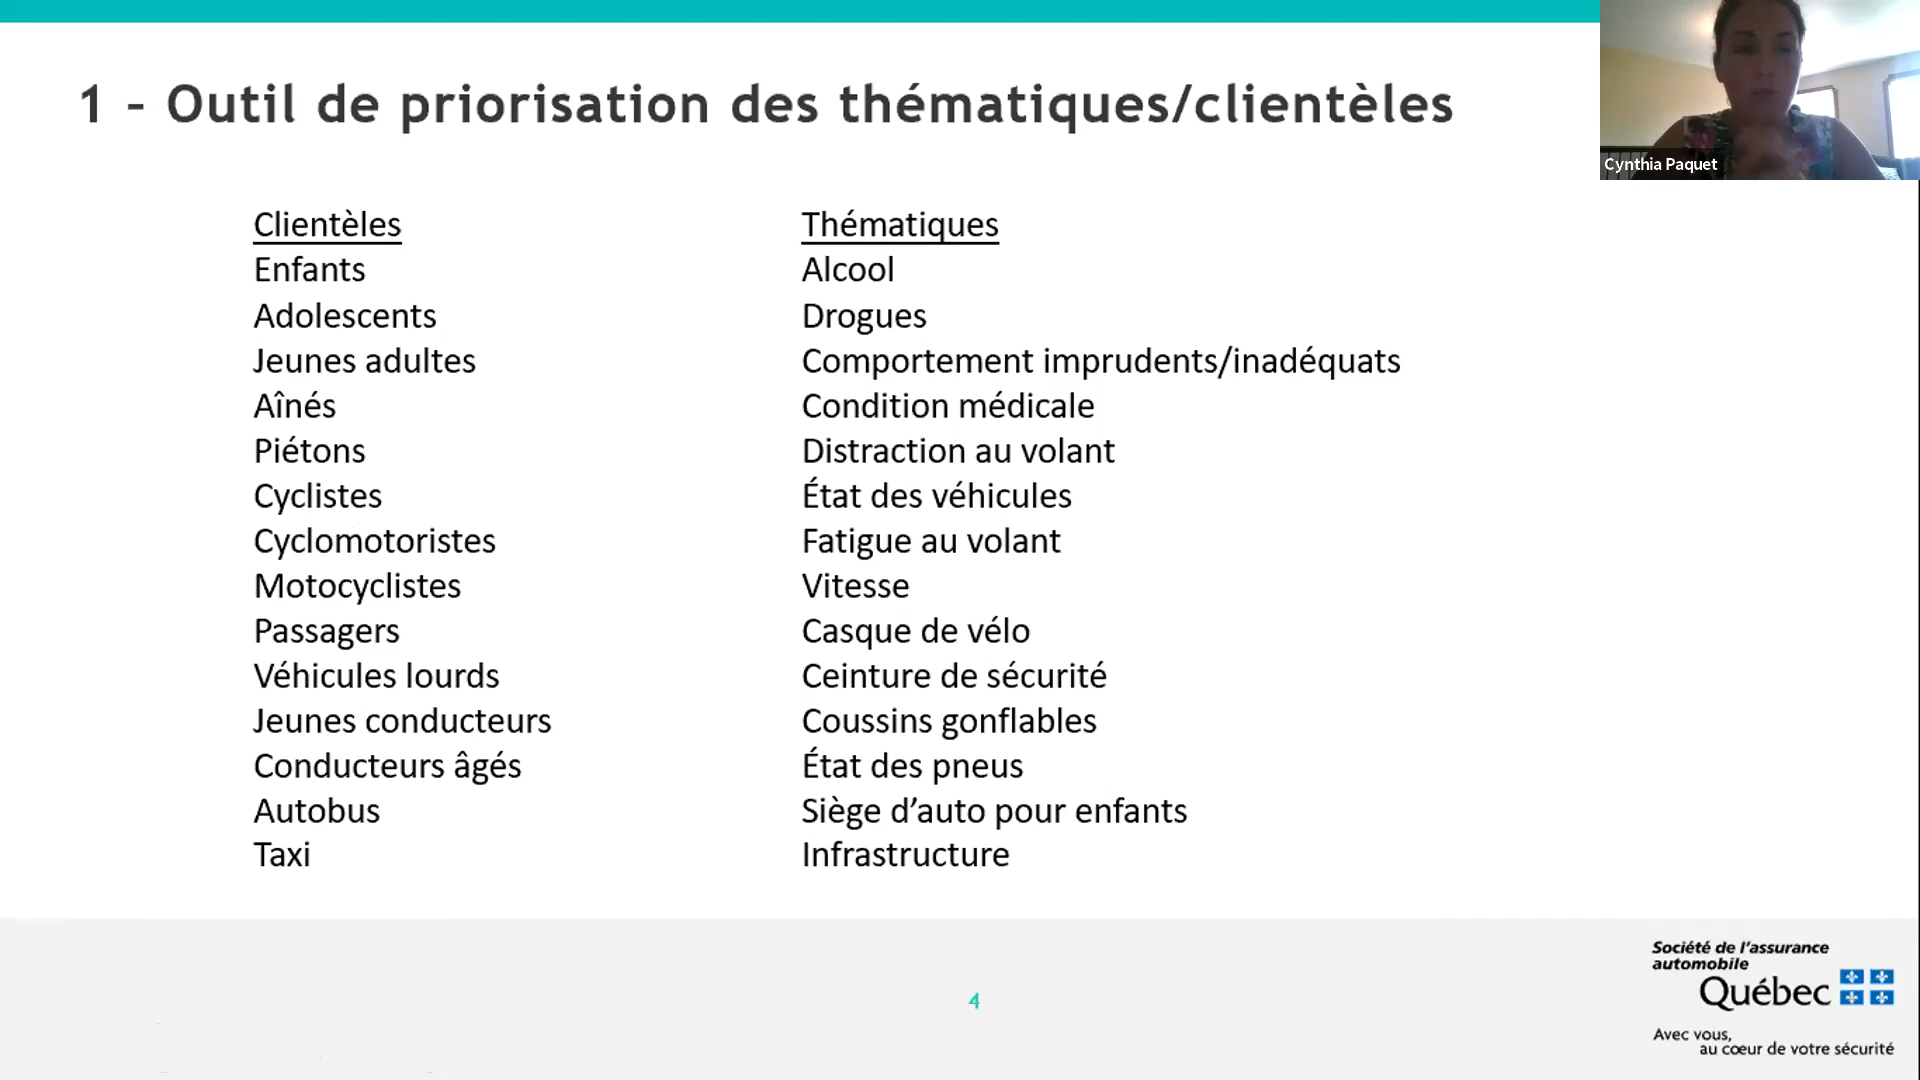 1 - Outil de priorisation des thématiques/clientèles
Cynthia Paquet
Clientèles
Enfants
Adolescents
Jeunes adultes
Aînés
Piétons
Cyclistes
Cyclomotoristes
Motocyclistes
Passagers
Véhicules lourds
Jeunes conducteurs
Conducteurs âgés
Autobus
Taxi
Thématiques
Alcool
Drogues
Comportement imprudents/inadéquats
Condition médicale
Distraction au volant
État des véhicules
Fatigue au volant
Vitesse
Casque de vélo
Ceinture de sécurité
Coussins gonflables
État des pneus
Siège d’auto pour enfants
Infrastructure
4
Société de l'assurance
automobile
Québec
Avec vous,
au cœur de votre sécurité